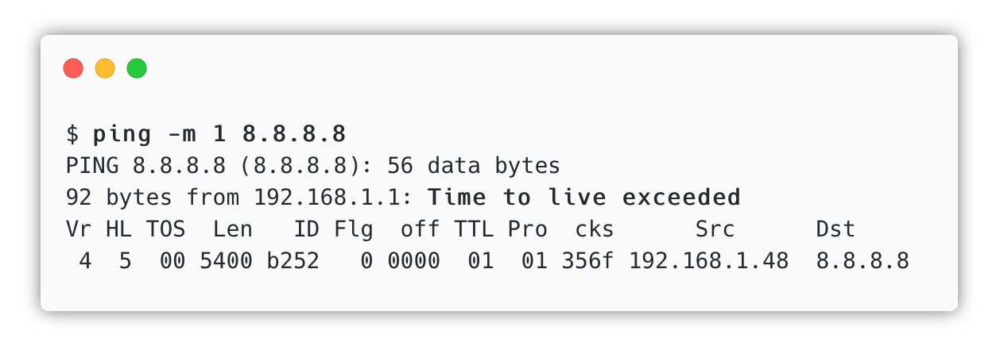 $ ping -m 1 8.8.8.8
PING 8.8.8.8 (8.8.8.8): 56 data bytes
92 bytes from 192.168.1.1: Time to live exceeded
Vr HL TOS  Len   ID Flg  off TTL Pro  cks      Src      Dst
 4  5  00 5400 b252   0 0000  01  01 356f 192.168.1.48  8.8.8.8